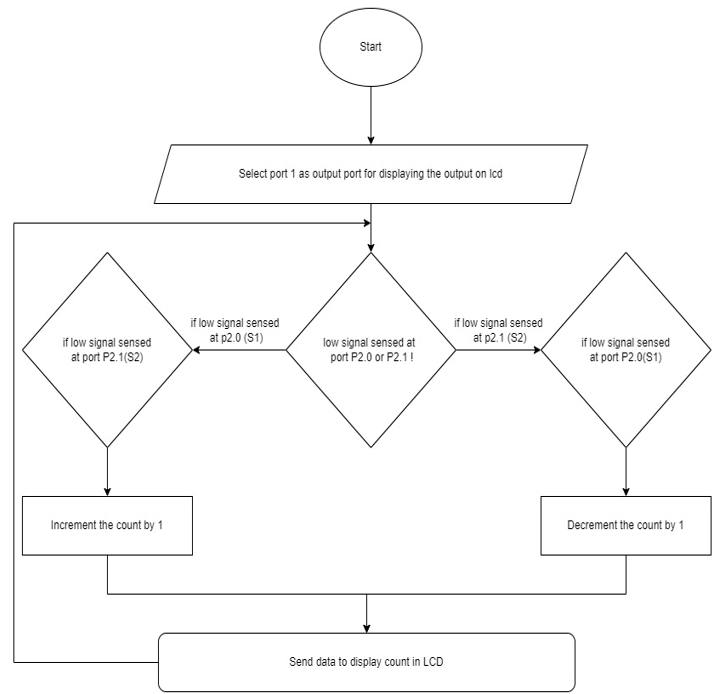 Start
Select port 1 as output port for displaying the output on lcd
if low signal sensed
at port P2.1(S2)
if low signal sensed
at p2.0 (S1)
low signal sensed at
port P2.0 or P2.1 !
if low signal sensed
at p2.1 (S2)
if low signal sensed
at port P2.0(S1)
Increment the count by 1
Decrement the count by 1
Send data to display count in LCD